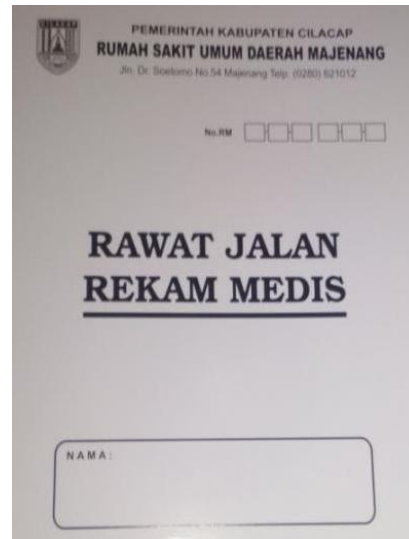 CILACAP
PEMERINTAH KABUPATEN CILACAP
RUMAH SAKIT UMUM DAERAH MAJENANG
Jln. Dr. Soetomo No.54 Majenang Telp. (0280) 621012
No.RM
RAWAT JALAN
REKAM MEDIS
NAMA: